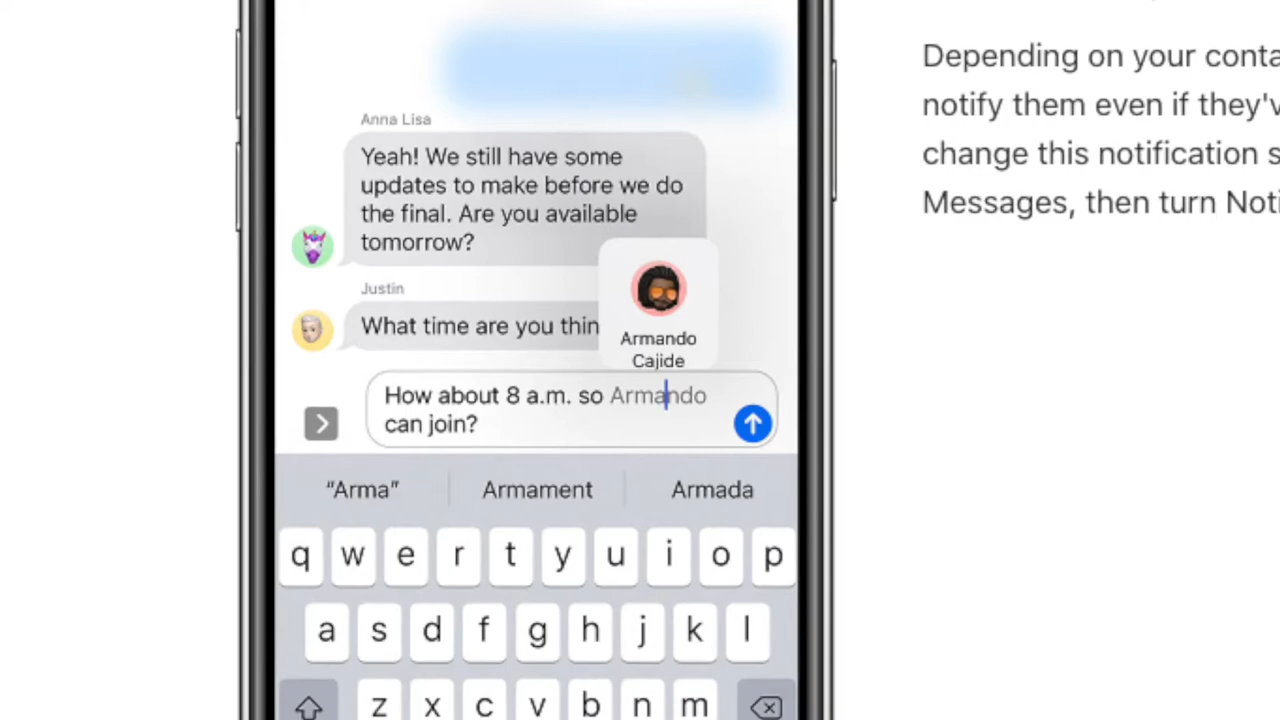 Anna Lisa
Yeah! We still have some
updates to make before we do
the final. Are you available
tomorrow?
Justin
What time are you thin
Armando
Cajide
How about 8 a.m. so Armando
can join?
“Arma” Armament Armada
q w e r t y u i o p
a s d f g h j k l
z x c v b n m
Depending on your conta
notify them even if they'v
change this notification s
Messages, then turn Noti